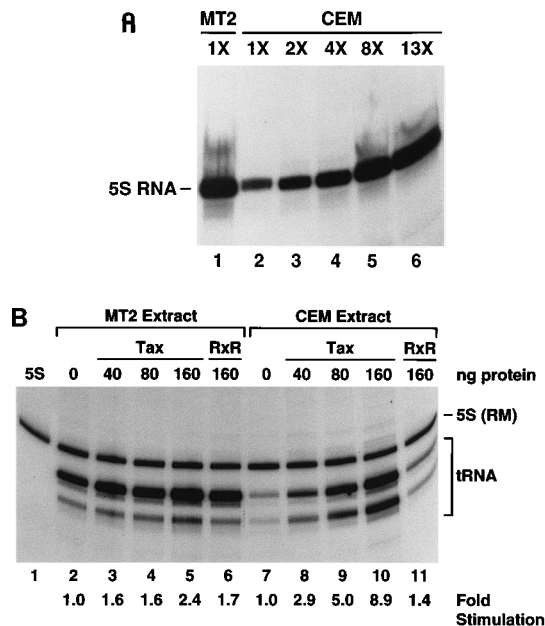 A
MT2 CEM
1X 1X 2X 4X 8X 13X
5S RNA –
1 2 3 4 5 6
B
MT2 Extract CEM Extract
Tax RxR Tax RxR
5S 0 40 80 160 160 0 40 80 160 160 ng protein
–5S (RM)
tRNA
1 2 3 4 5 6 7 8 9 10 11
1.0 1.6 1.6 2.4 1.7 1.0 2.9 5.0 8.9 1.4 Fold
Stimulation